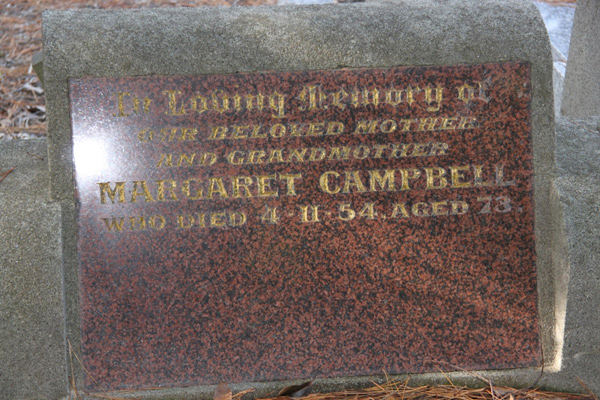 In Loving Memory of
OUR BELOVED MOTHER
AND GRANDMOTHER
MARGARET CAMPBELL
WHO DIED 4-11-54. AGED 73.